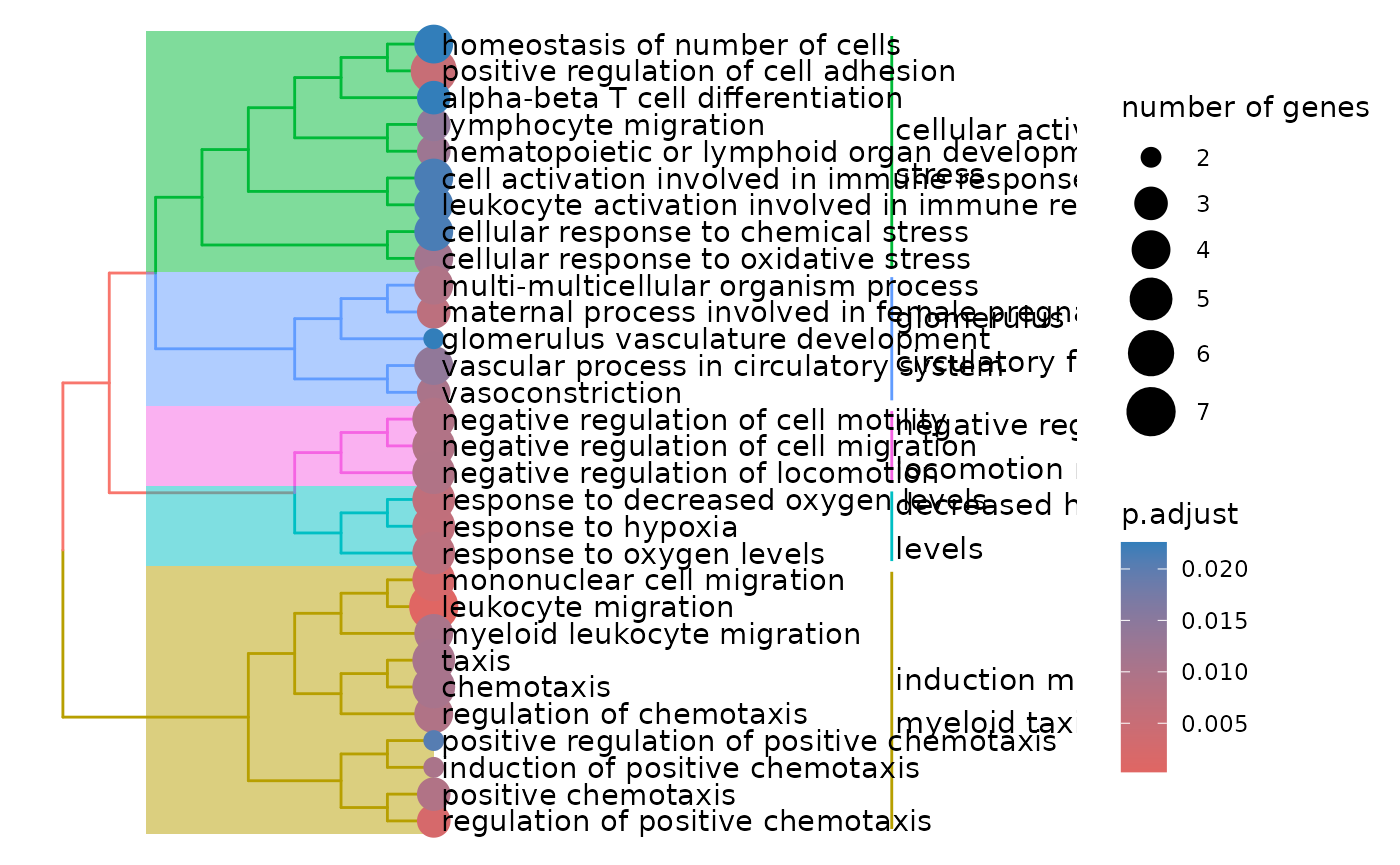 homeostasis of number of cells
positive regulation of cell adhesion
alpha-beta T cell differentiation
lymphocyte migration
hematopoietic or lymphoid organ developm
cell activation involved in immune response
leukocyte activation involved in immune re
cellular response to chemical stress
cellular response to oxidative stress
multi-multicellular organism process
maternal process involved in female pregna
glomerulus vasculature development
vascular process in circulatory system
vasoconstriction
negative regulation of cell motility
negative regulation of cell migration
negative regulation of locomotion
response to decreased oxygen levels
response to hypoxia
response to oxygen levels
mononuclear cell migration
leukocyte migration
myeloid leukocyte migration
taxis
chemotaxis
regulation of chemotaxis
positive regulation of positive chemotaxis
induction of positive chemotaxis
positive chemotaxis
regulation of positive chemotaxis
cellular activ
stress
glomerulus
circulatory f
negative reg
locomotion
decreased h
levels
induction m
myeloid tax
number of genes
2
3
4
5
6
7
p.adjust
0.020
0.015
0.010
0.005